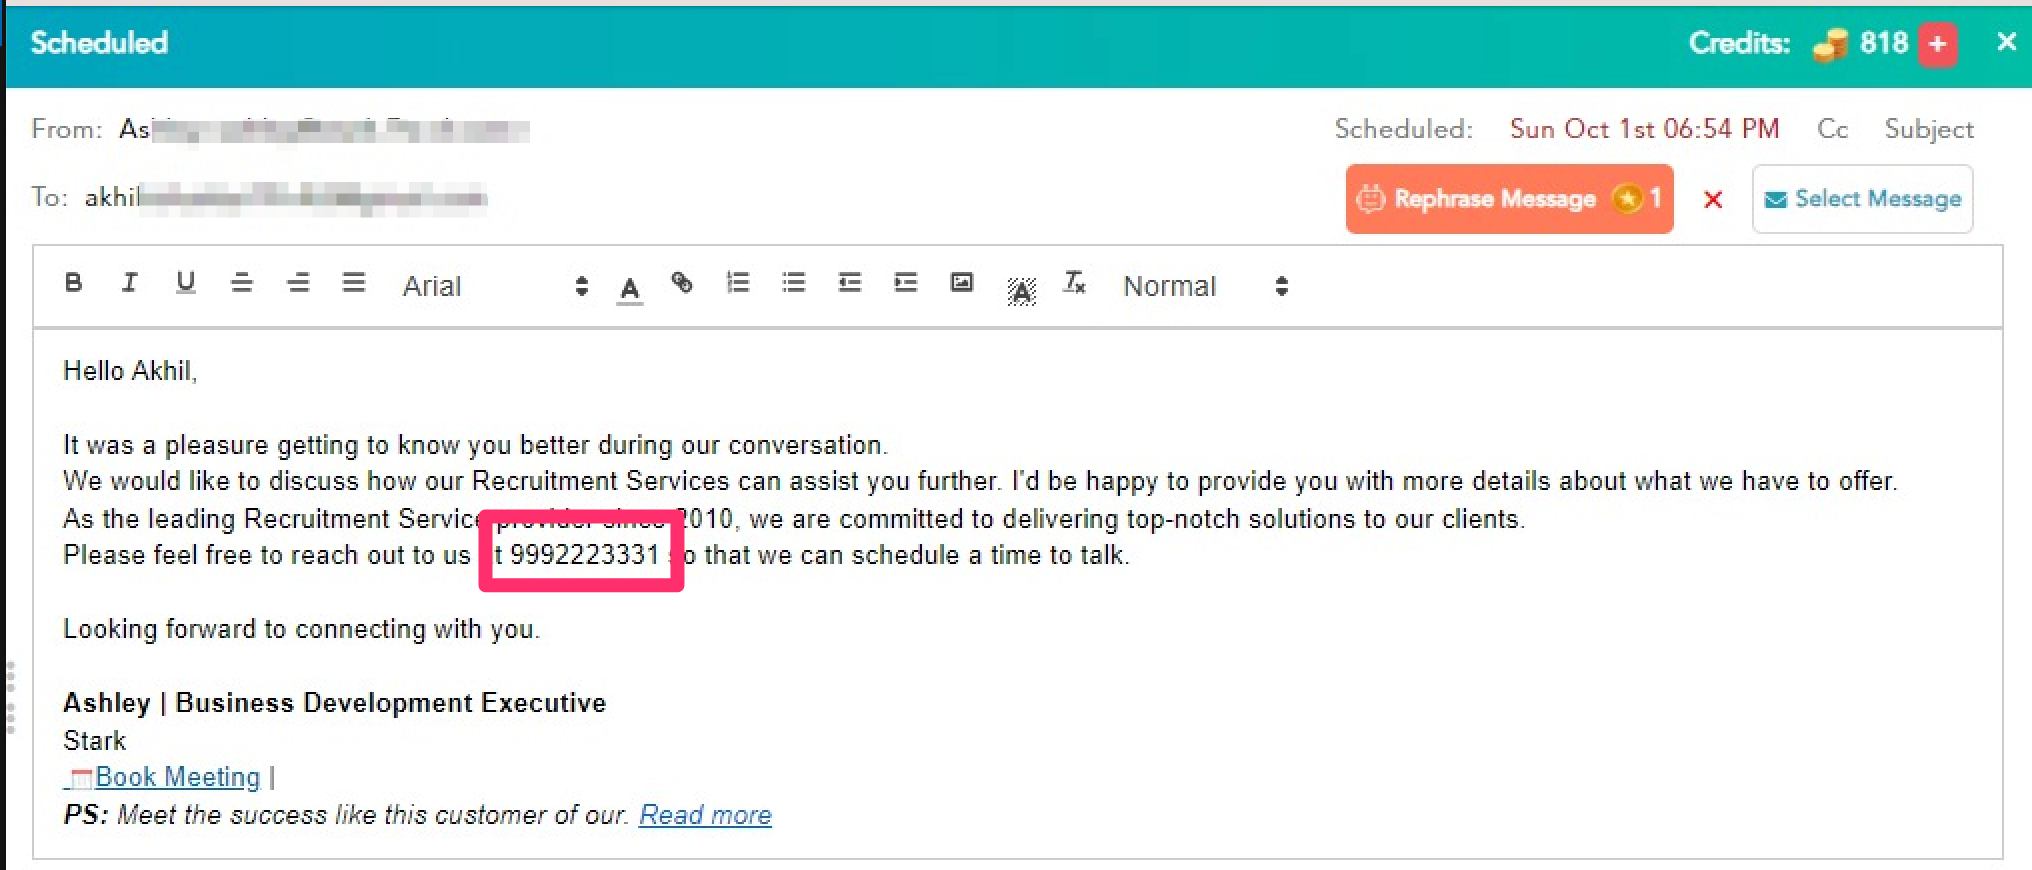 Scheduled
Credits: 818 +
From: As
Scheduled: Sun Oct 1st 06:54 PM Cc Subject
To: akhil
Rephrase Message 1 × Select Message
B I U Arial A A Tx Normal
Hello Akhil,
It was a pleasure getting to know you better during our conversation.
We would like to discuss how our Recruitment Services can assist you further. I'd be happy to provide you with more details about what we have to offer.
As the leading Recruitment Service provider since 2010, we are committed to delivering top-notch solutions to our clients.
Please feel free to reach out to us at 9992223331 so that we can schedule a time to talk.
Looking forward to connecting with you.
Ashley | Business Development Executive
Stark
Book Meeting |
PS: Meet the success like this customer of our. Read more